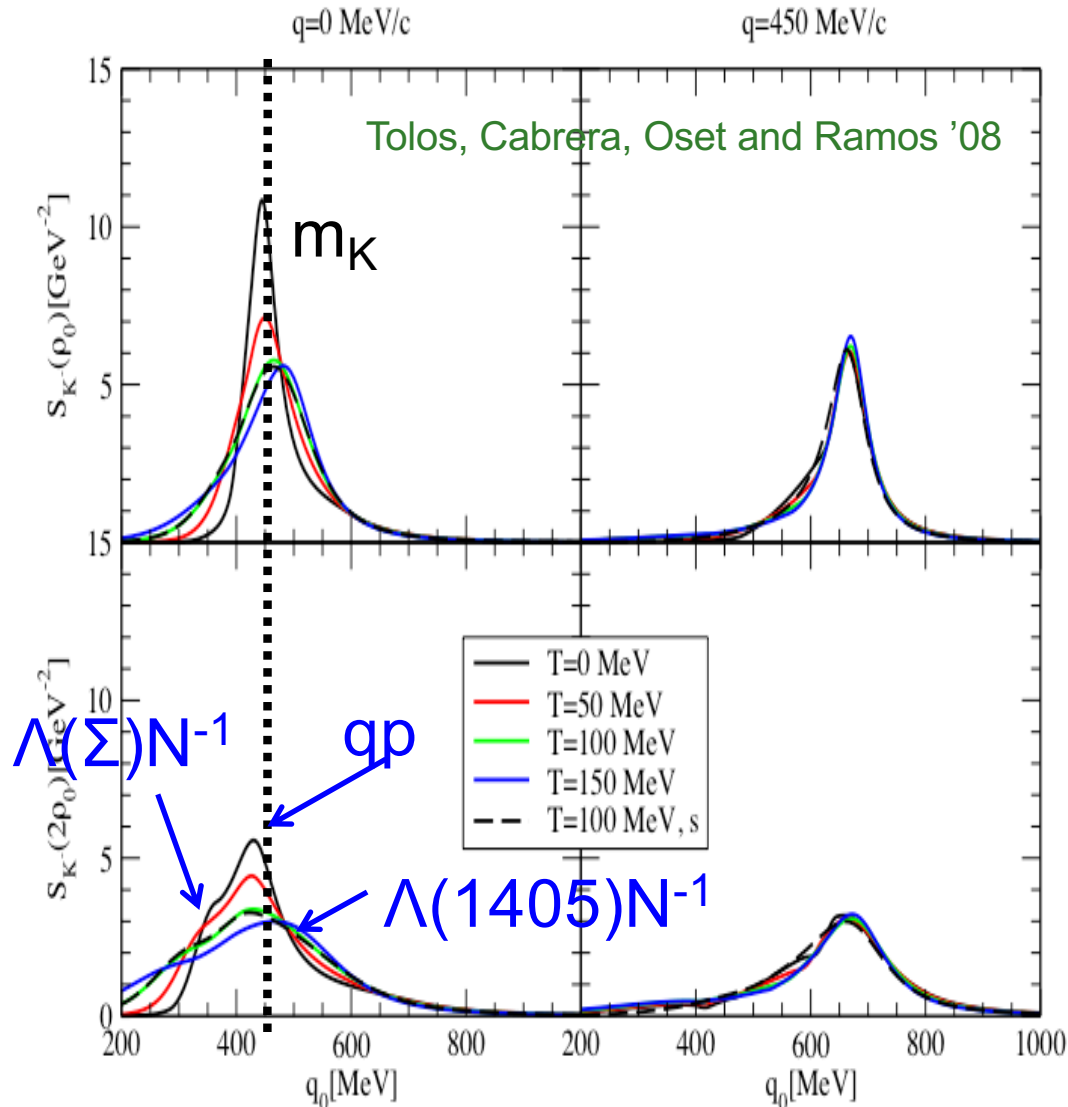 q=0 MeV/c
q=450 MeV/c
15
10
5
15
S_K-(ρ_0)[GeV^-2]
Tolos, Cabrera, Oset and Ramos '08
m_K
10
5
0
S_K-(2ρ_0)[GeV^-2]
Λ(Σ)N^-1
qp
Λ(1405)N^-1
T=0 MeV
T=50 MeV
T=100 MeV
T=150 MeV
T=100 MeV, s
200 400 600 800 200 400 600 800 1000
q_0[MeV]
q_0[MeV]